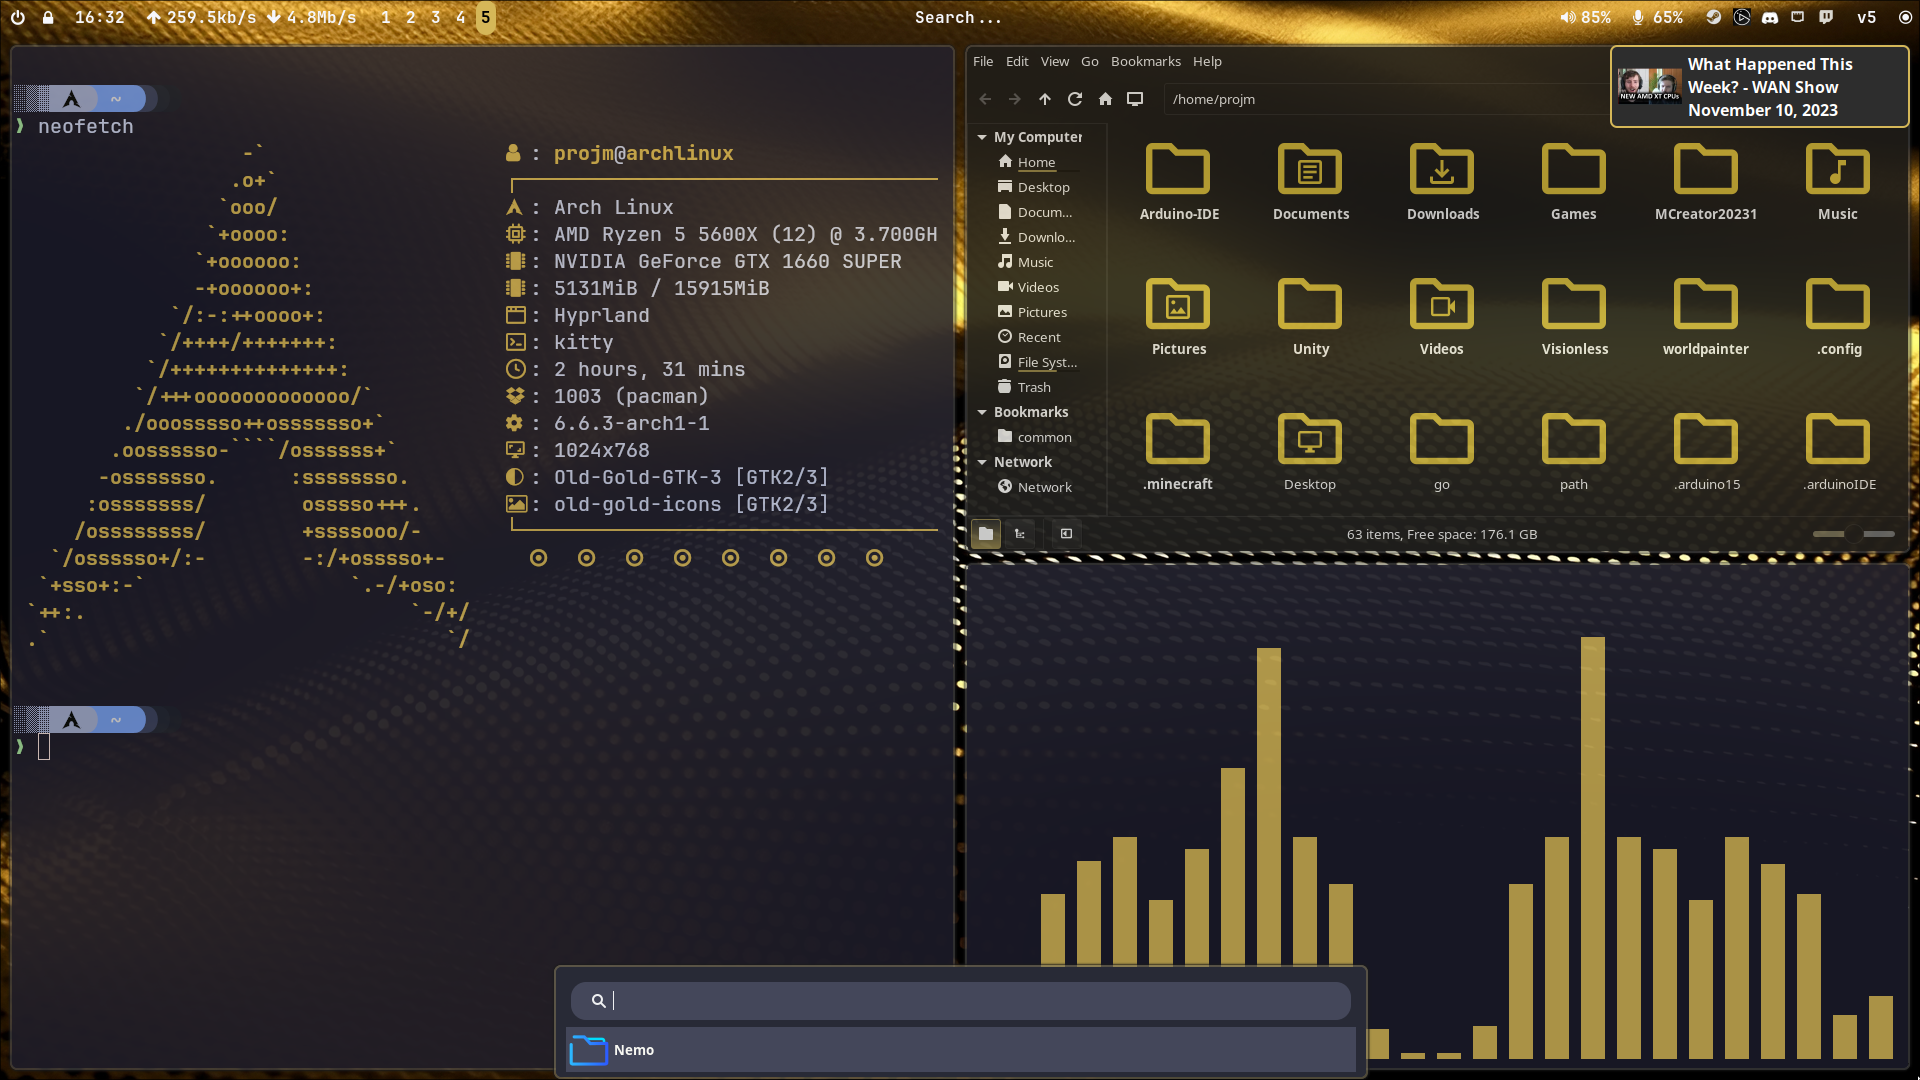 16:32 259.5kb/s 4.8Mb/s 1 2 3 4 5
Search...
85% 65% v5
~
neofetch
-`
.o+`
`ooo/
`+oooo:
`+oooooo:
-+oooooo+:
`/:-:++oooo+:
`/++++/+++++++:
`/++++++++++++++:
`/+++ooooooooooooo/`
./ooosssso++osssssso+`
.oossssso-````/ossssss+`
-osssssso. :ssssssso.
:osssssss/ osssso+++.
/ossssssss/ +ssssooo/-
`/ossssso+/:- -:/+osssso+-
`+sso+:-` `.-/+oso:
`++:. `-/+/
.` `/
: projm@archlinux
: Arch Linux
: AMD Ryzen 5 5600X (12) @ 3.700GH
: NVIDIA GeForce GTX 1660 SUPER
: 5131MiB / 15915MiB
: Hyprland
: kitty
: 2 hours, 31 mins
: 1003 (pacman)
: 6.6.3-arch1-1
: 1024x768
: Old-Gold-GTK-3 [GTK2/3]
: old-gold-icons [GTK2/3]
~
File Edit View Go Bookmarks Help
/home/projm
My Computer
Home
Desktop
Docum...
Downlo...
Music
Videos
Pictures
Recent
File Syst...
Trash
Bookmarks
common
Network
Network
Arduino-IDE Documents Downloads Games MCreator20231 Music
Pictures Unity Videos Visionless worldpainter .config
.minecraft Desktop go path .arduino15 .arduinoIDE
63 items, Free space: 176.1 GB
NEW AMD XT CPUs
What Happened This
Week? - WAN Show
November 10, 2023
Nemo